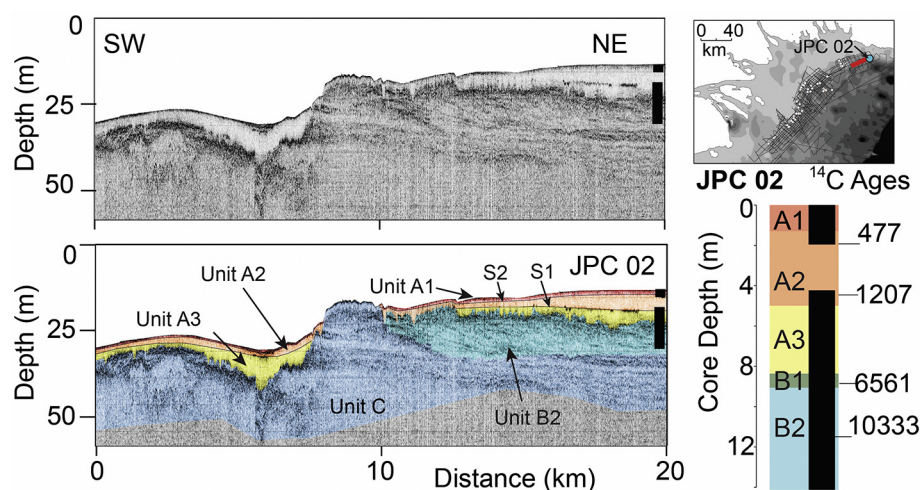 0
SW
NE
Depth (m)
25
50
0
JPC 02
Unit A2
Unit A1
S2
S1
Unit A3
Depth (m)
25
Unit C
Unit B2
50
0
10
20
Distance (km)
0 40
km
JPC 02
JPC 02
14C Ages
0
A1
477
4
A2
1207
A3
8
B1
6561
B2
10333
12
Core Depth (m)